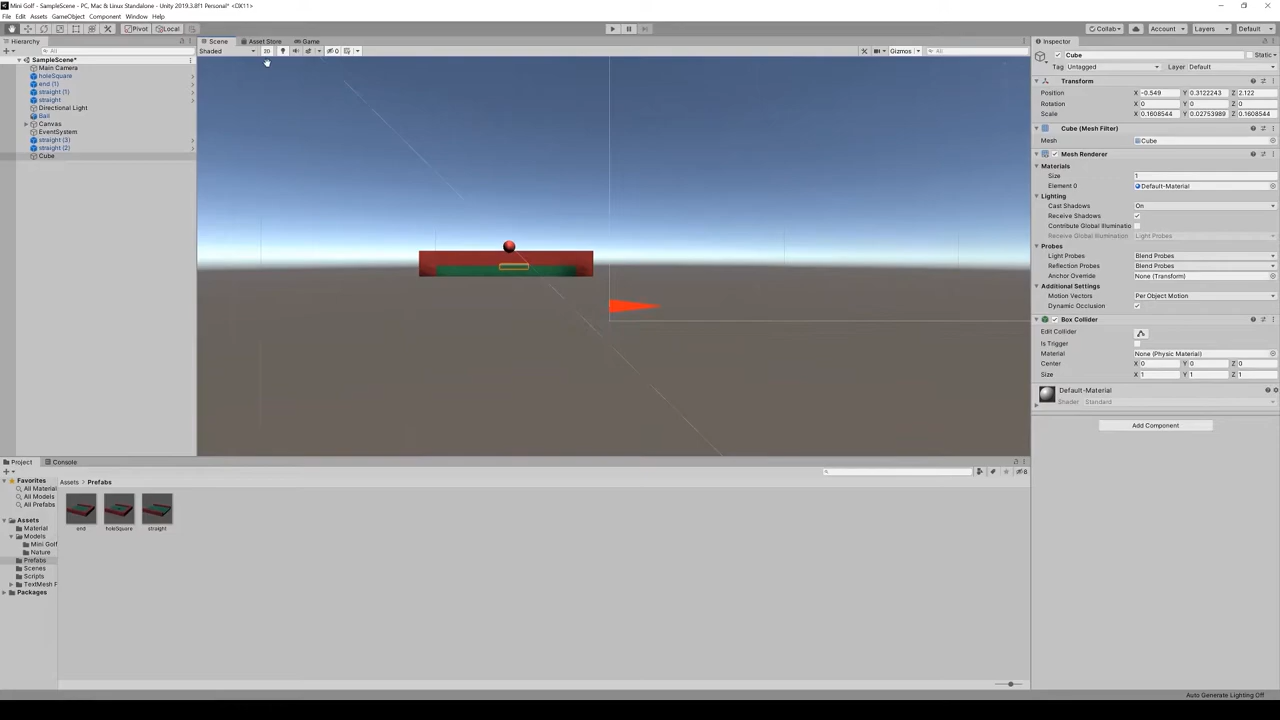 Mini Golf - SampleScene - PC, Mac & Linux Standalone - Unity 2019.3.8f1 Personal* <DX11>
File Edit Assets GameObject Component Window Help
Pivot Local Collab Account Layers Default
Hierarchy Scene Asset Store Game Inspector
All Shaded 2D 0 Gizmos All Cube Static
SampleScene*
Main Camera
holeSquare
end (1)
straight (1)
straight
Directional Light
Ball
Canvas
EventSystem
straight (3)
straight (2)
Cube
Tag Untagged Layer Default
Transform
Position X -0.549 Y 0.3122243 Z 2.122
Rotation X 0 Y 0 Z 0
Scale X 0.1608544 Y 0.02753989 Z 0.1608544
Cube (Mesh Filter)
Mesh Cube
Mesh Renderer
Materials
Size 1
Element 0 Default-Material
Lighting
Cast Shadows On
Receive Shadows
Contribute Global Illuminatio
Receive Global Illuminatio Light Probes
Probes
Light Probes Blend Probes
Reflection Probes Blend Probes
Anchor Override None (Transform)
Additional Settings
Motion Vectors Per Object Motion
Dynamic Occlusion
Box Collider
Edit Collider
Is Trigger
Material None (Physic Material)
Center X 0 Y 0 Z 0
Size X 1 Y 1 Z 1
Default-Material
Shader Standard
Add Component
Project Console
8
Favorites
All Material
All Models
All Prefabs
Assets
Material
Models
Mini Golf
Nature
Prefabs
Scenes
Scripts
TextMesh F
Packages
Assets Prefabs
end holeSquare straight
Auto Generate Lighting Off